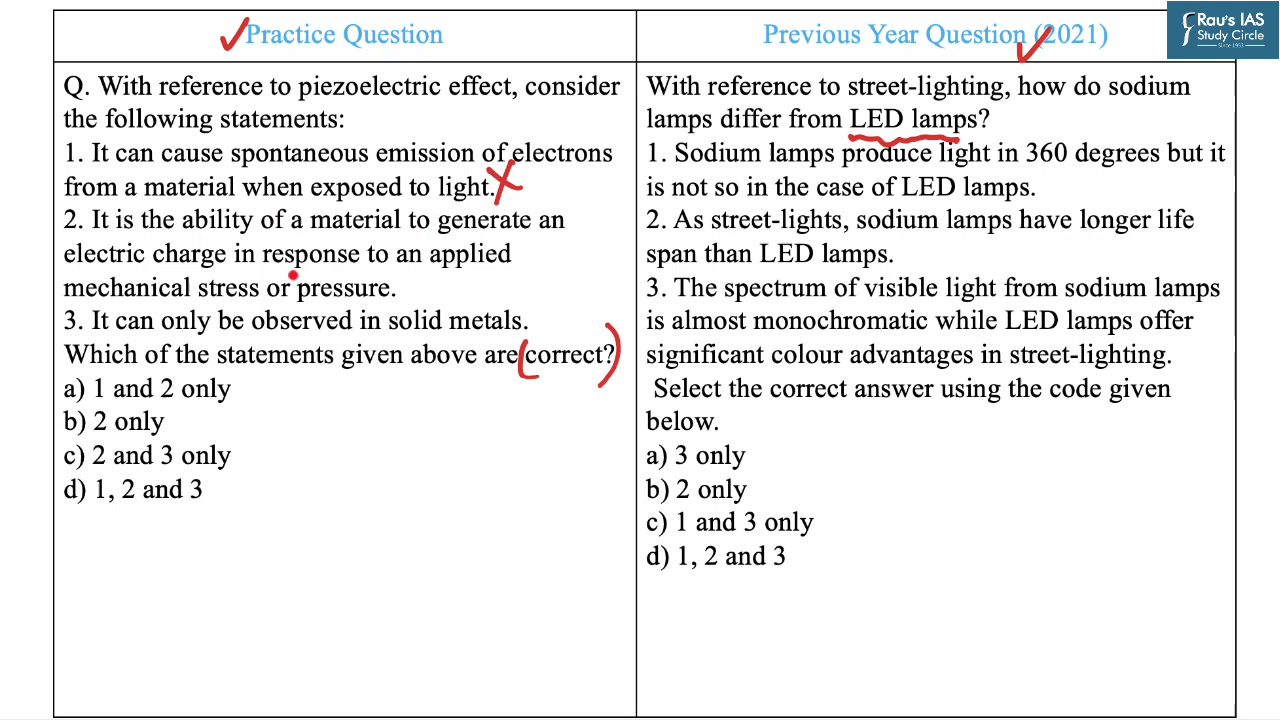 Rau's IAS
Study Circle
Since 1953
Practice Question
Q. With reference to piezoelectric effect, consider
the following statements:
1. It can cause spontaneous emission of electrons
from a material when exposed to light.
2. It is the ability of a material to generate an
electric charge in response to an applied
mechanical stress or pressure.
3. It can only be observed in solid metals.
Which of the statements given above are correct?
a) 1 and 2 only
b) 2 only
c) 2 and 3 only
d) 1, 2 and 3
Previous Year Question (2021)
With reference to street-lighting, how do sodium
lamps differ from LED lamps?
1. Sodium lamps produce light in 360 degrees but it
is not so in the case of LED lamps.
2. As street-lights, sodium lamps have longer life
span than LED lamps.
3. The spectrum of visible light from sodium lamps
is almost monochromatic while LED lamps offer
significant colour advantages in street-lighting.
Select the correct answer using the code given
below.
a) 3 only
b) 2 only
c) 1 and 3 only
d) 1, 2 and 3